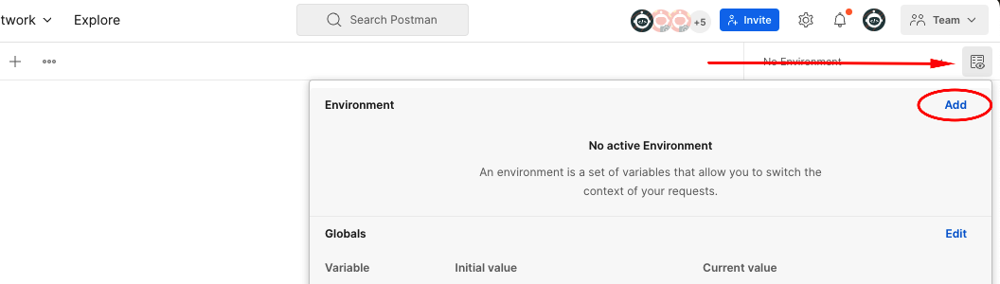 twork Explore Search Postman +5 Invite Team
No Environment
Environment Add
No active Environment
An environment is a set of variables that allow you to switch the
context of your requests.
Globals Edit
Variable Initial value Current value